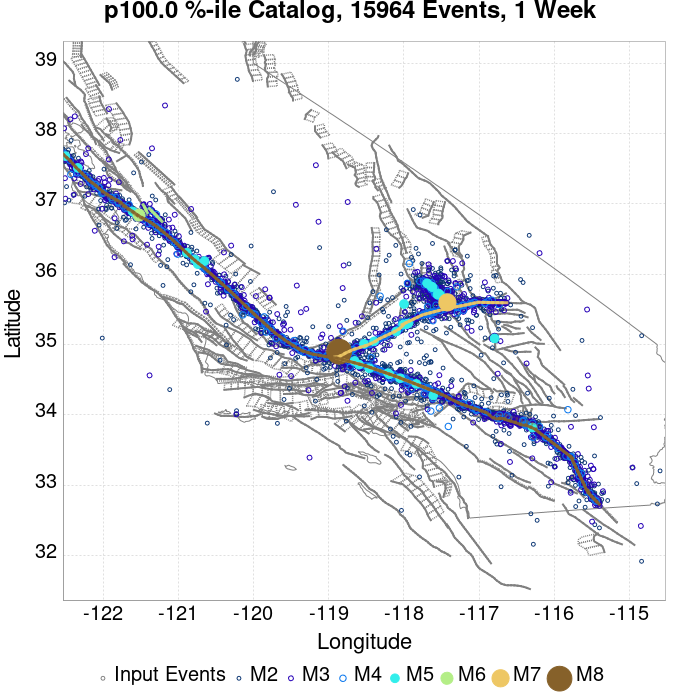 p100.0 %-ile Catalog, 15964 Events, 1 Week
39
38
37
36
35
34
33
32
Latitude
-122 -121 -120 -119 -118 -117 -116 -115
Longitude
Input Events M2 M3 M4 M5 M6 M7 M8